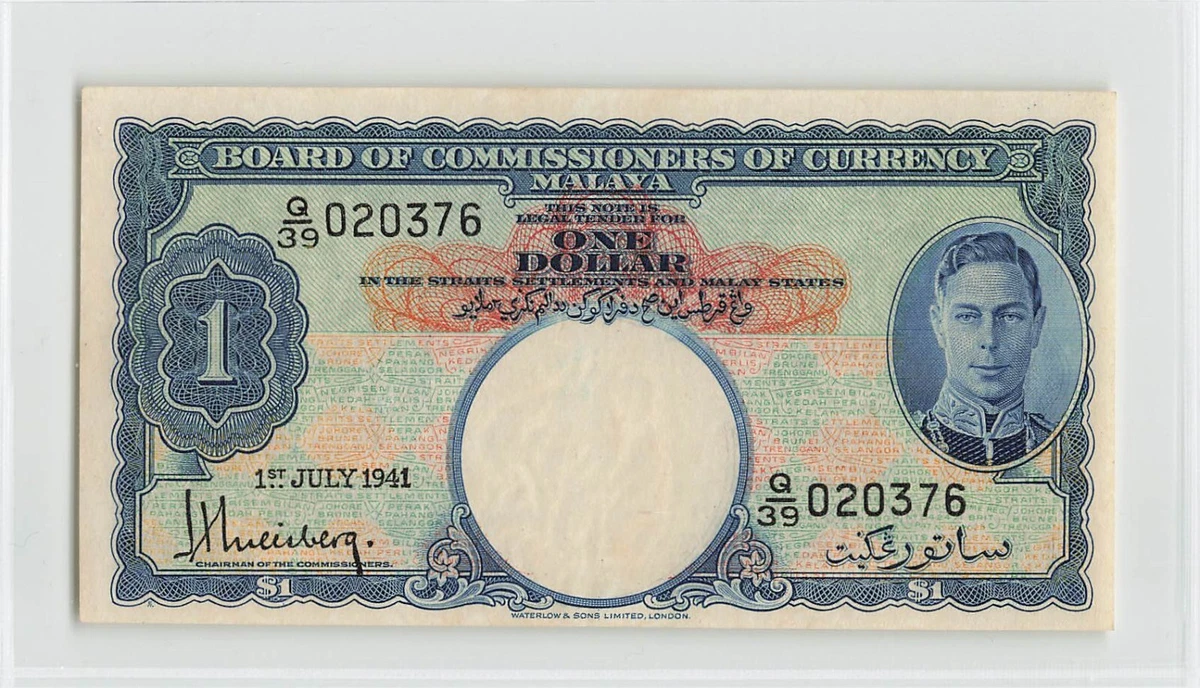 BOARD OF COMMISSIONERS OF CURRENCY
MALAYA
Q/39 020376
THIS NOTE IS
LEGAL TENDER FOR
ONE
DOLLAR
IN THE STRAITS SETTLEMENTS AND MALAY STATES
1
1ST JULY 1941
Q/39 020376
ساتو رڠݢيت
CHAIRMAN OF THE COMMISSIONERS.
$1
$1
WATERLOW & SONS LIMITED, LONDON.